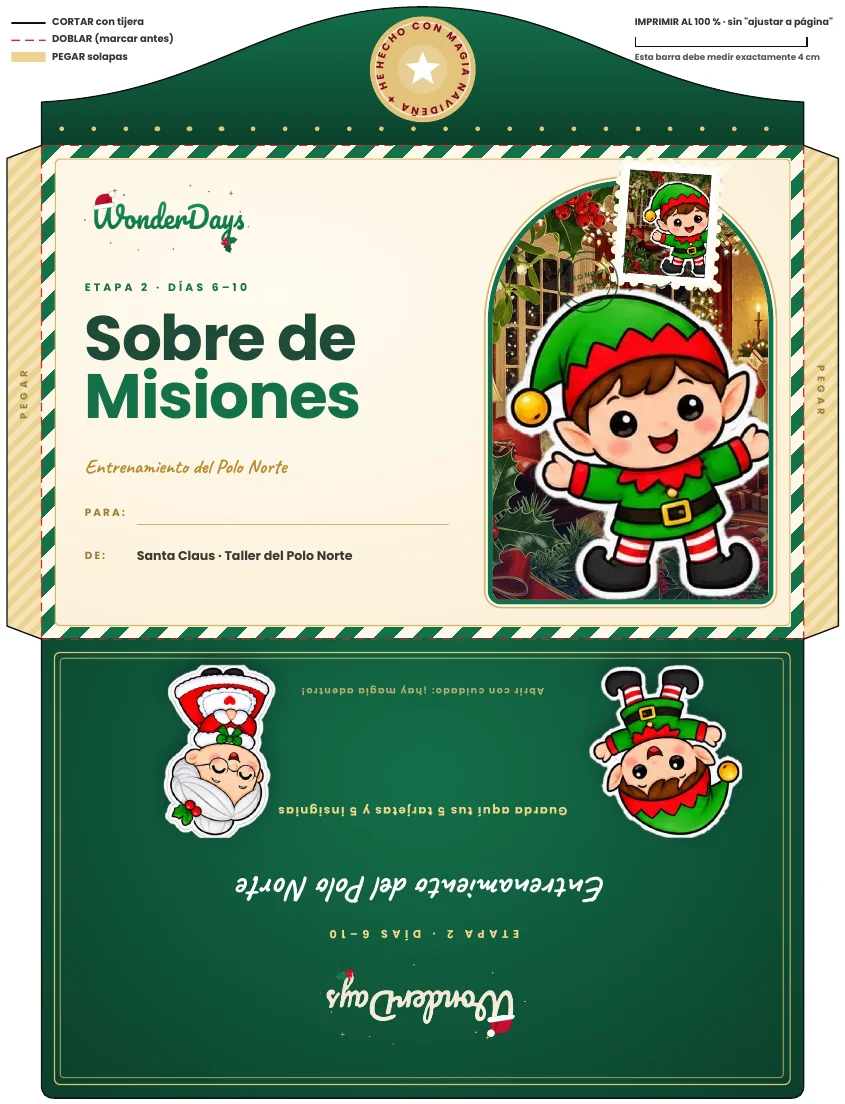 CORTAR con tijera
DOBLAR (marcar antes)
PEGAR solapas
IMPRIMIR AL 100 % · sin "ajustar a página"
Esta barra debe medir exactamente 4 cm
HECHO CON MAGIA NAVIDEÑA ✦ HE
WonderDays
ETAPA 2 · DÍAS 6–10
Sobre de
Misiones
Entrenamiento del Polo Norte
PARA:
DE: Santa Claus · Taller del Polo Norte
PEGAR
PEGAR
Abrir con cuidado: ¡hay magia adentro!
Guarda aquí tus 5 tarjetas y 5 insignias
Entrenamiento del Polo Norte
ETAPA 2 · DÍAS 6–10
WonderDays